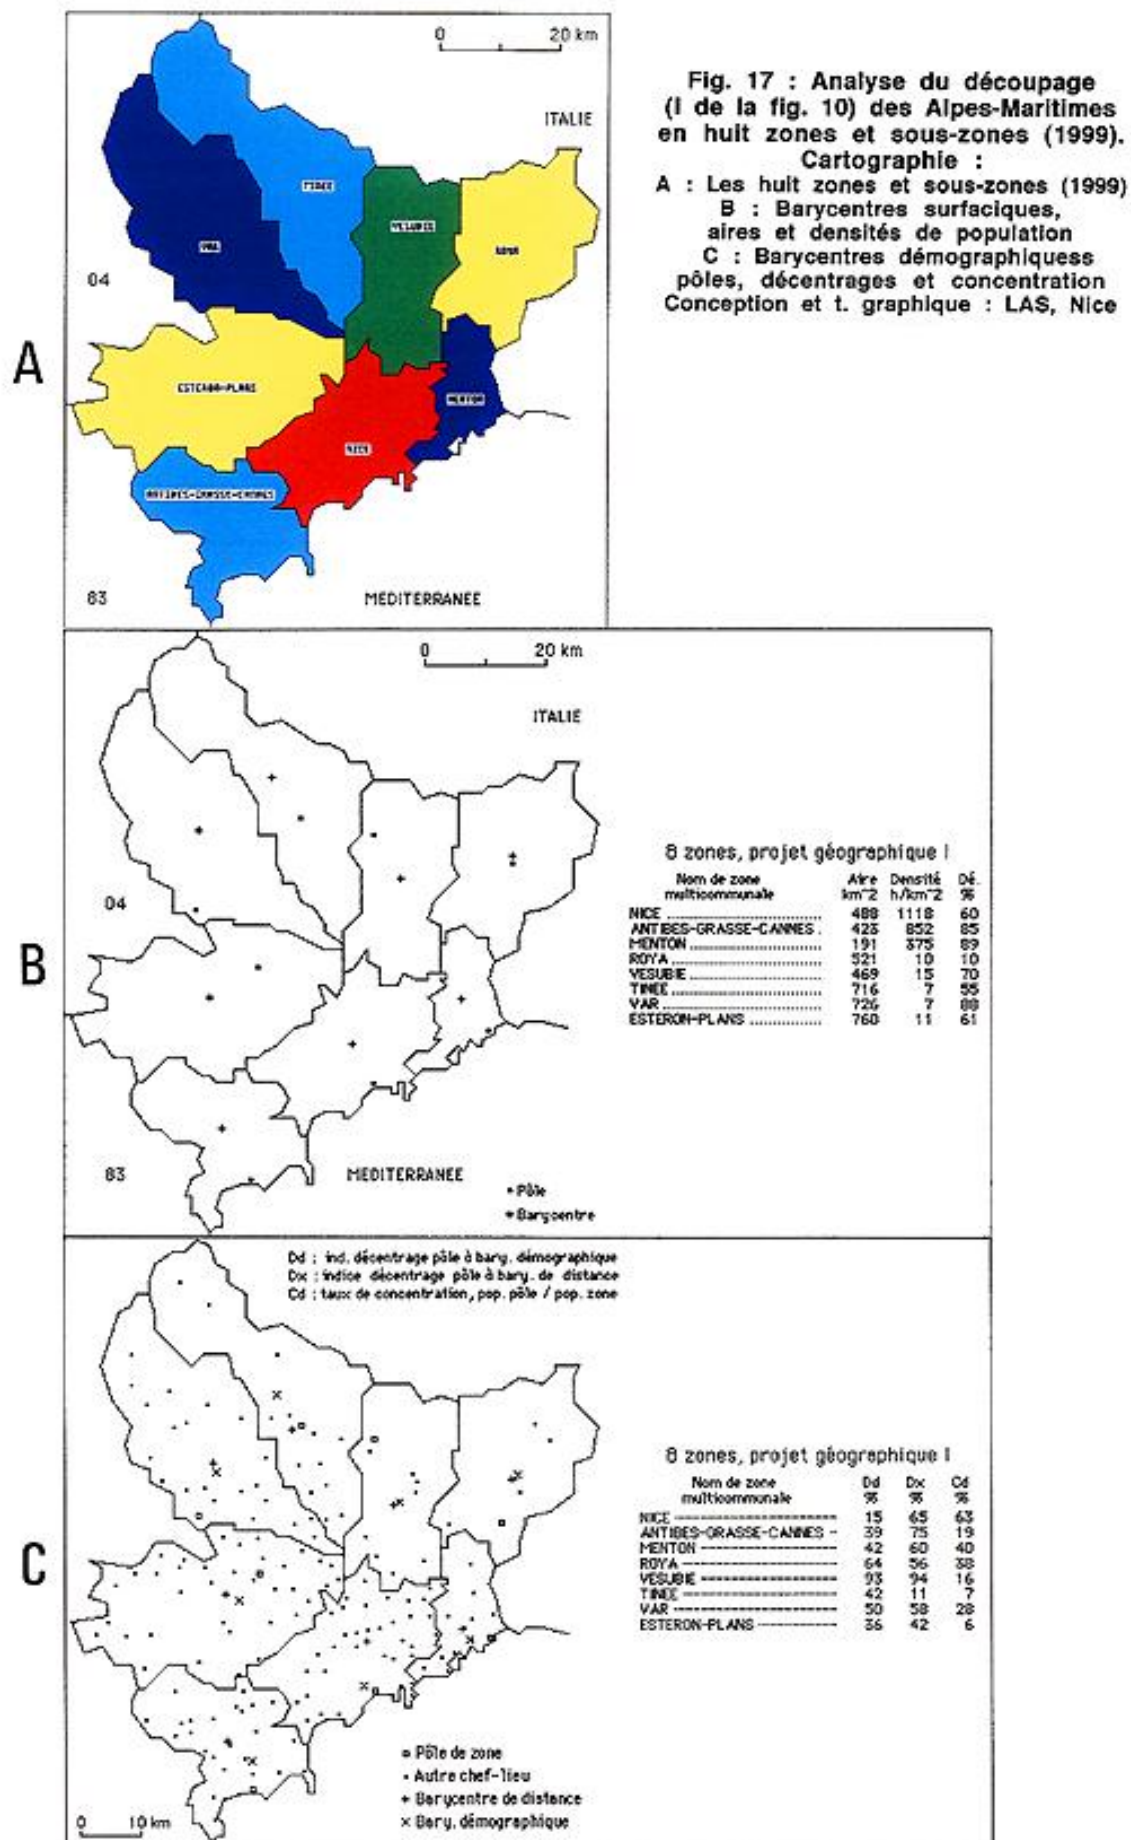 0 20 km
ITALIE
TINEE
VESUBIE
ROYA
VAR
04
ESTERON-PLANS
MENTON
NICE
ANTIBES-GRASSE-CANNES
83
MEDITERRANEE
A
Fig. 17 : Analyse du découpage
(I de la fig. 10) des Alpes-Maritimes
en huit zones et sous-zones (1999).
Cartographie :
A : Les huit zones et sous-zones (1999)
B : Barycentres surfaciques,
aires et densités de population
C : Barycentres démographiquess
pôles, décentrages et concentration
Conception et t. graphique : LAS, Nice
0 20 km
ITALIE
04
83
MEDITERRANEE
• Pôle
+ Barycentre
B
8 zones, projet géographique I
Nom de zone Aire Densité Dé.
multicommunale km^2 h/km^2 %
NICE ........................ 488 1118 60
ANTIBES-GRASSE-CANNES . 423 852 85
MENTON .................... 191 375 89
ROYA ....................... 521 10 10
VESUBIE .................... 469 15 70
TINEE ....................... 716 7 55
VAR ......................... 726 7 88
ESTERON-PLANS ............ 760 11 61
Dd : ind. décentrage pôle à bary. démographique
Dx : indice décentrage pôle à bary. de distance
Cd : taux de concentration, pop. pôle / pop. zone
C
8 zones, projet géographique I
Nom de zone Dd Dx Cd
multicommunale % % %
NICE ------------------------ 15 65 63
ANTIBES-GRASSE-CANNES - 39 75 19
MENTON -------------------- 42 60 40
ROYA ----------------------- 64 56 38
VESUBIE -------------------- 93 94 16
TINEE ----------------------- 42 11 7
VAR ------------------------- 50 58 28
ESTERON-PLANS ------------ 36 42 6
Pôle de zone
• Autre chef-lieu
+ Barycentre de distance
× Bary. démographique
0 10 km